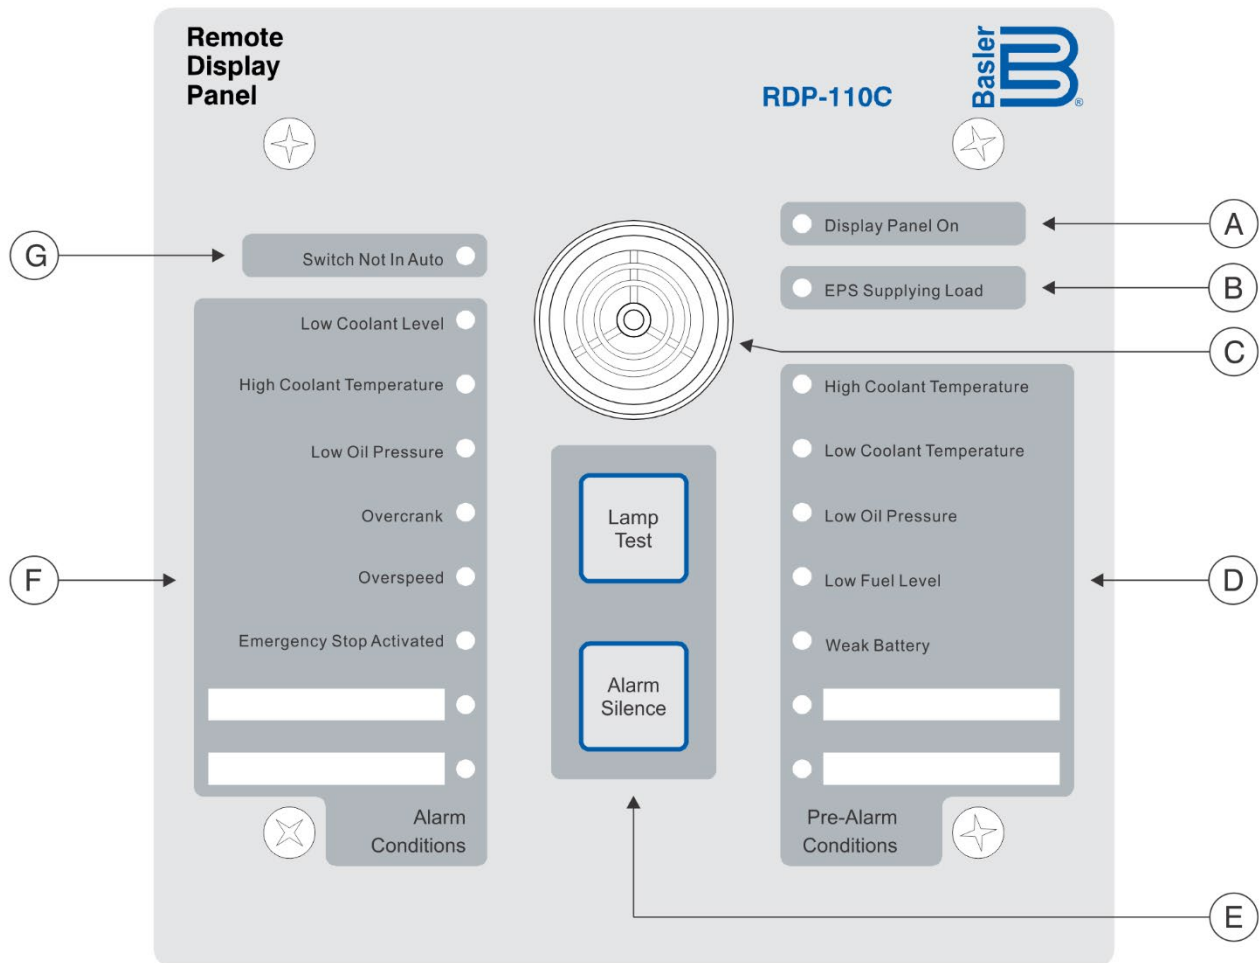 Remote
Display
Panel
Basler
B
®
RDP-110C
A
Display Panel On
G
Switch Not In Auto
B
EPS Supplying Load
C
Low Coolant Level
High Coolant Temperature
Low Oil Pressure
Overcrank
Overspeed
Emergency Stop Activated
F
Alarm
Conditions
Lamp
Test
Alarm
Silence
High Coolant Temperature
Low Coolant Temperature
Low Oil Pressure
Low Fuel Level
Weak Battery
D
Pre-Alarm
Conditions
E